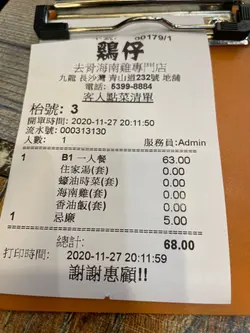 鷄仔
去骨海南雞專門店
九龍 長沙灣 青山道232號 地舖
電話: 5399-8884
客人點菜清單
枱號: 3
開單時間: 2020-11-27 20:11:50
流水號: 000313130
人數: 1 服務員:Admin
1 B1 一人餐 63.00
住家湯(套) 0.00
蠔油時菜(套) 0.00
海南雞(套) 0.00
香油飯(套) 0.00
1 忌廉 5.00
總計: 68.00
打印時間: 2020-11-27 20:11:59
謝謝惠顧!!